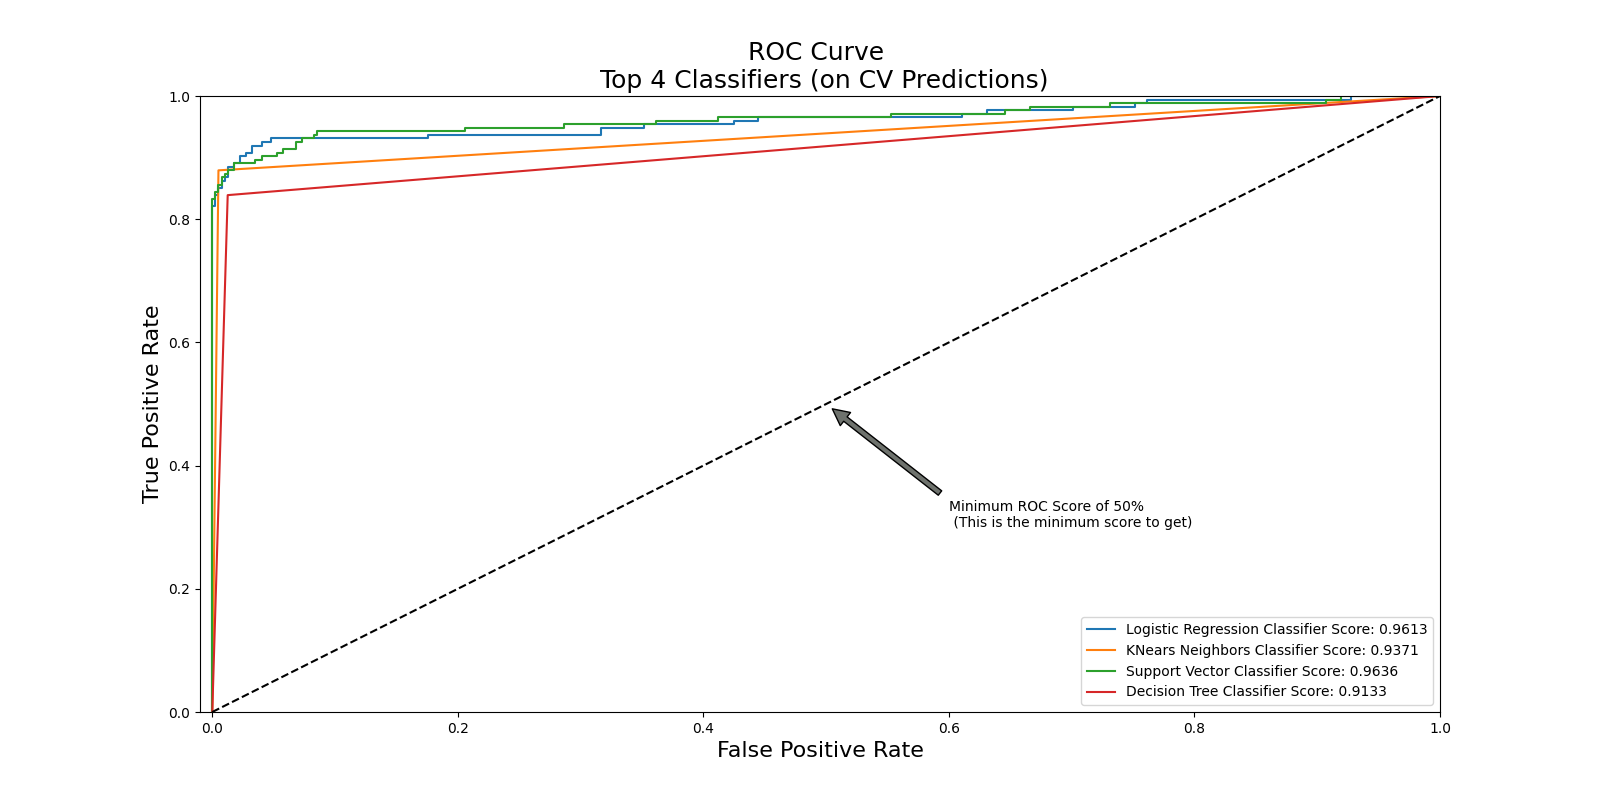 ROC Curve
Top 4 Classifiers (on CV Predictions)
True Positive Rate
1.0
0.8
0.6
0.4
0.2
0.0
Minimum ROC Score of 50%
(This is the minimum score to get)
Logistic Regression Classifier Score: 0.9613
KNears Neighbors Classifier Score: 0.9371
Support Vector Classifier Score: 0.9636
Decision Tree Classifier Score: 0.9133
0.0 0.2 0.4 0.6 0.8 1.0
False Positive Rate